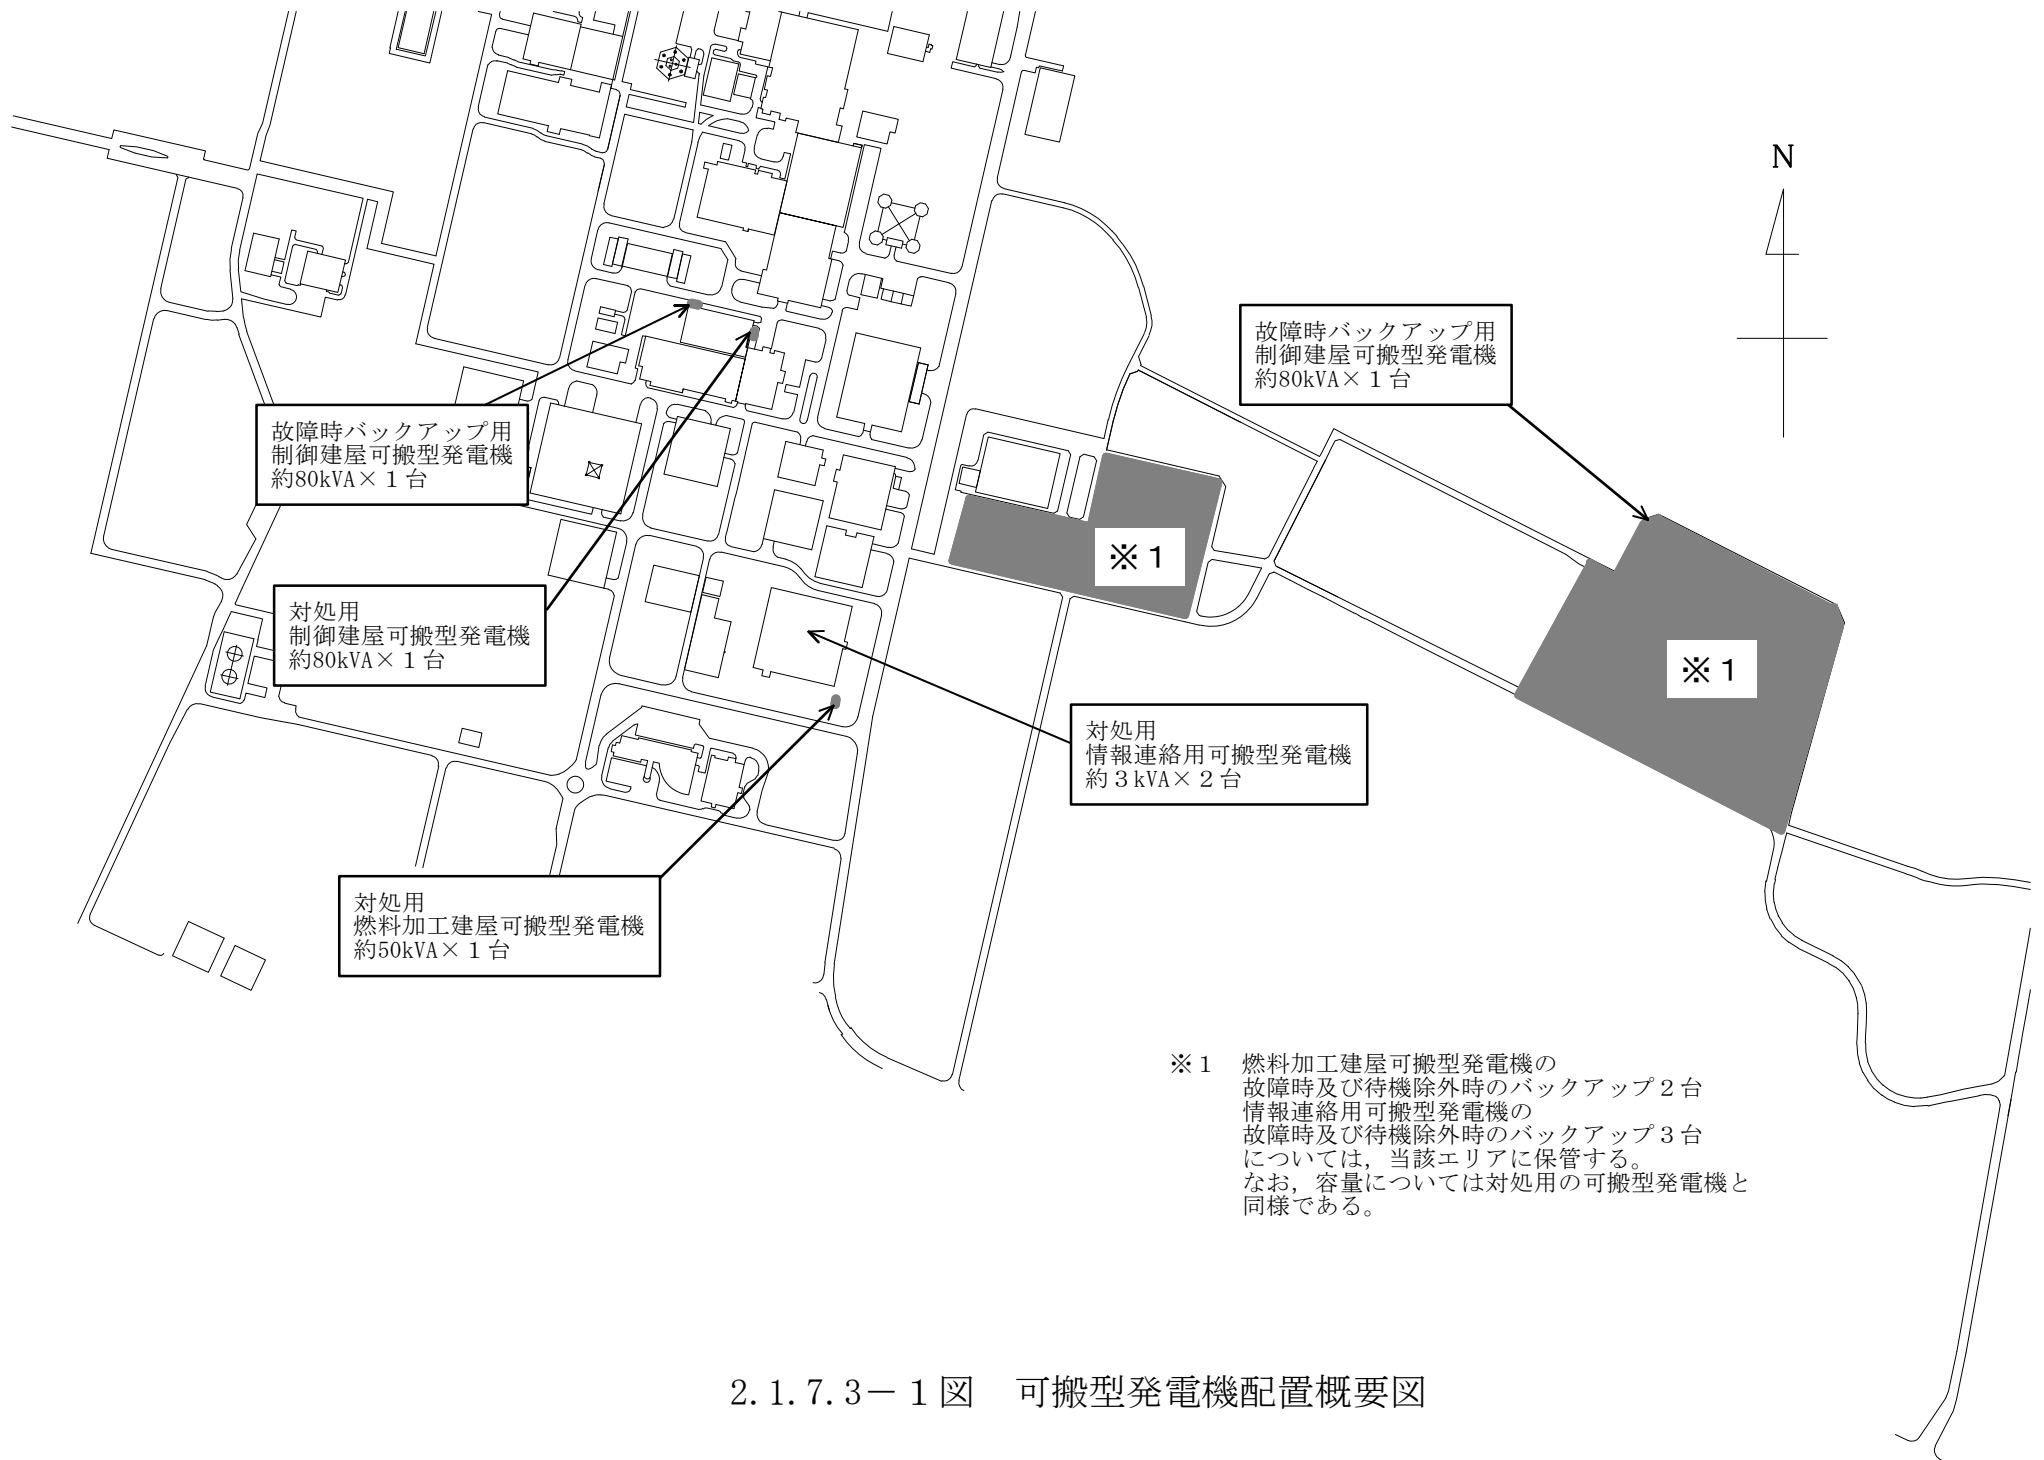 N
故障時バックアップ用
制御建屋可搬型発電機
約80kVA×１台
故障時バックアップ用
制御建屋可搬型発電機
約80kVA×１台
※１
対処用
制御建屋可搬型発電機
約80kVA×１台
※１
対処用
情報連絡用可搬型発電機
約３kVA×２台
対処用
燃料加工建屋可搬型発電機
約50kVA×１台
※１　燃料加工建屋可搬型発電機の
故障時及び待機除外時のバックアップ２台
情報連絡用可搬型発電機の
故障時及び待機除外時のバックアップ３台
については，当該エリアに保管する。
なお，容量については対処用の可搬型発電機と
同様である。
2.1.7.3－１図　可搬型発電機配置概要図